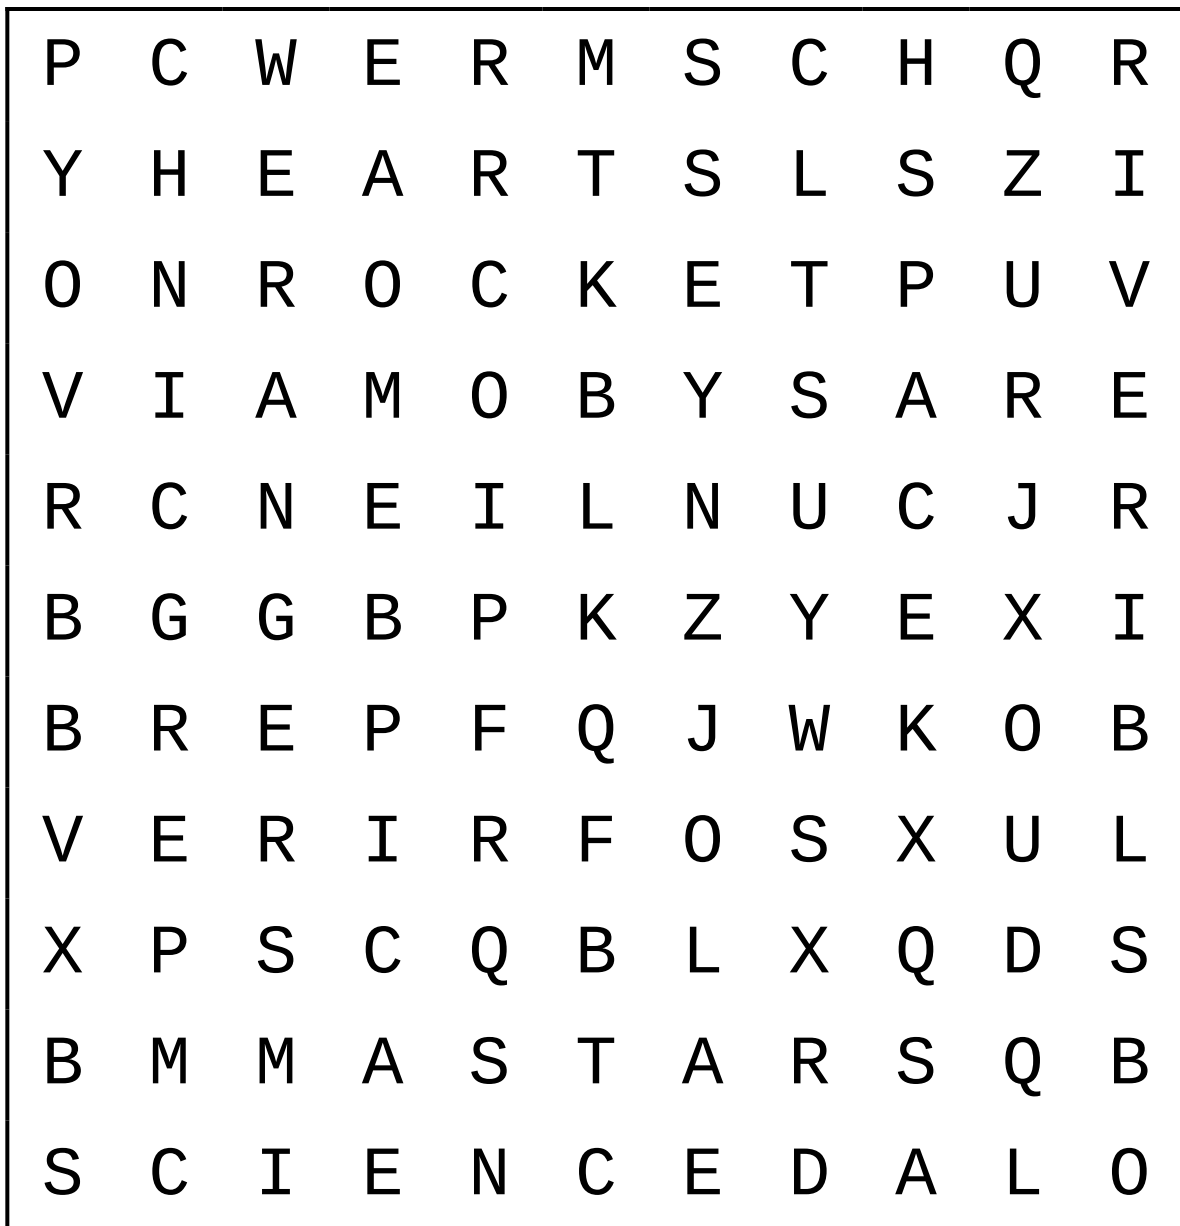 P C W E R M S C H Q R
Y H E A R T S L S Z I
O N R O C K E T P U V
V I A M O B Y S A R E
R C N E I L N U C J R
B G G B P K Z Y E X I
B R E P F Q J W K O B
V E R I R F O S X U L
X P S C Q B L X Q D S
B M M A S T A R S Q B
S C I E N C E D A L O